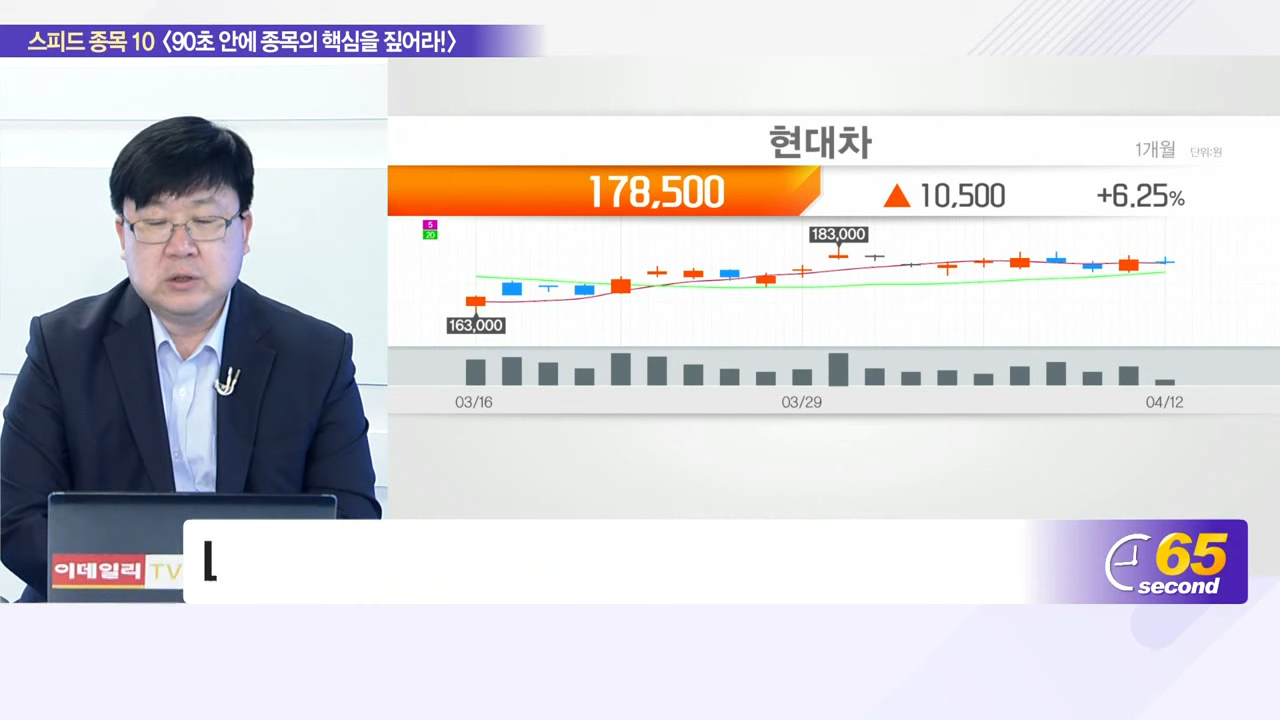 스피드 종목 10 〈90초 안에 종목의 핵심을 짚어라!〉
현대차
1개월 단위:원
178,500 ▲ 10,500 +6.25%
5
20
183,000
163,000
03/16 03/29 04/12
이데일리 TV
65
second